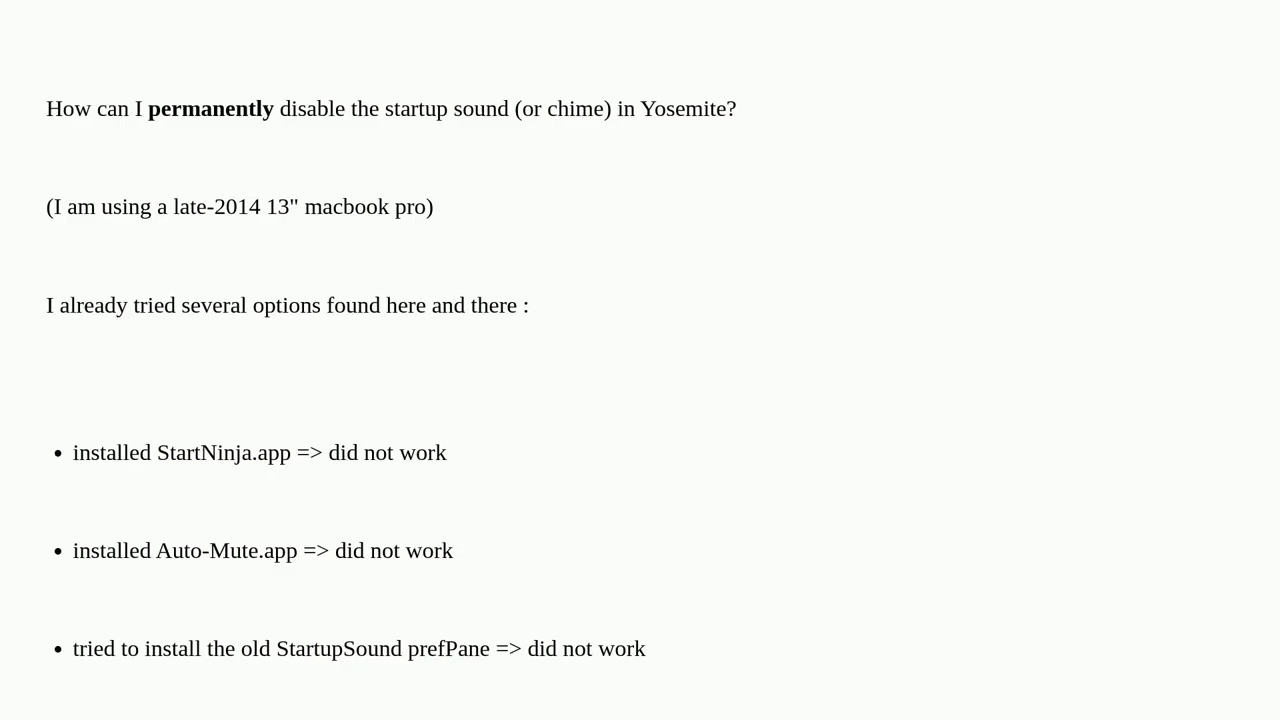 How can I permanently disable the startup sound (or chime) in Yosemite?
(I am using a late-2014 13" macbook pro)
I already tried several options found here and there :
• installed StartNinja.app => did not work
• installed Auto-Mute.app => did not work
• tried to install the old StartupSound prefPane => did not work